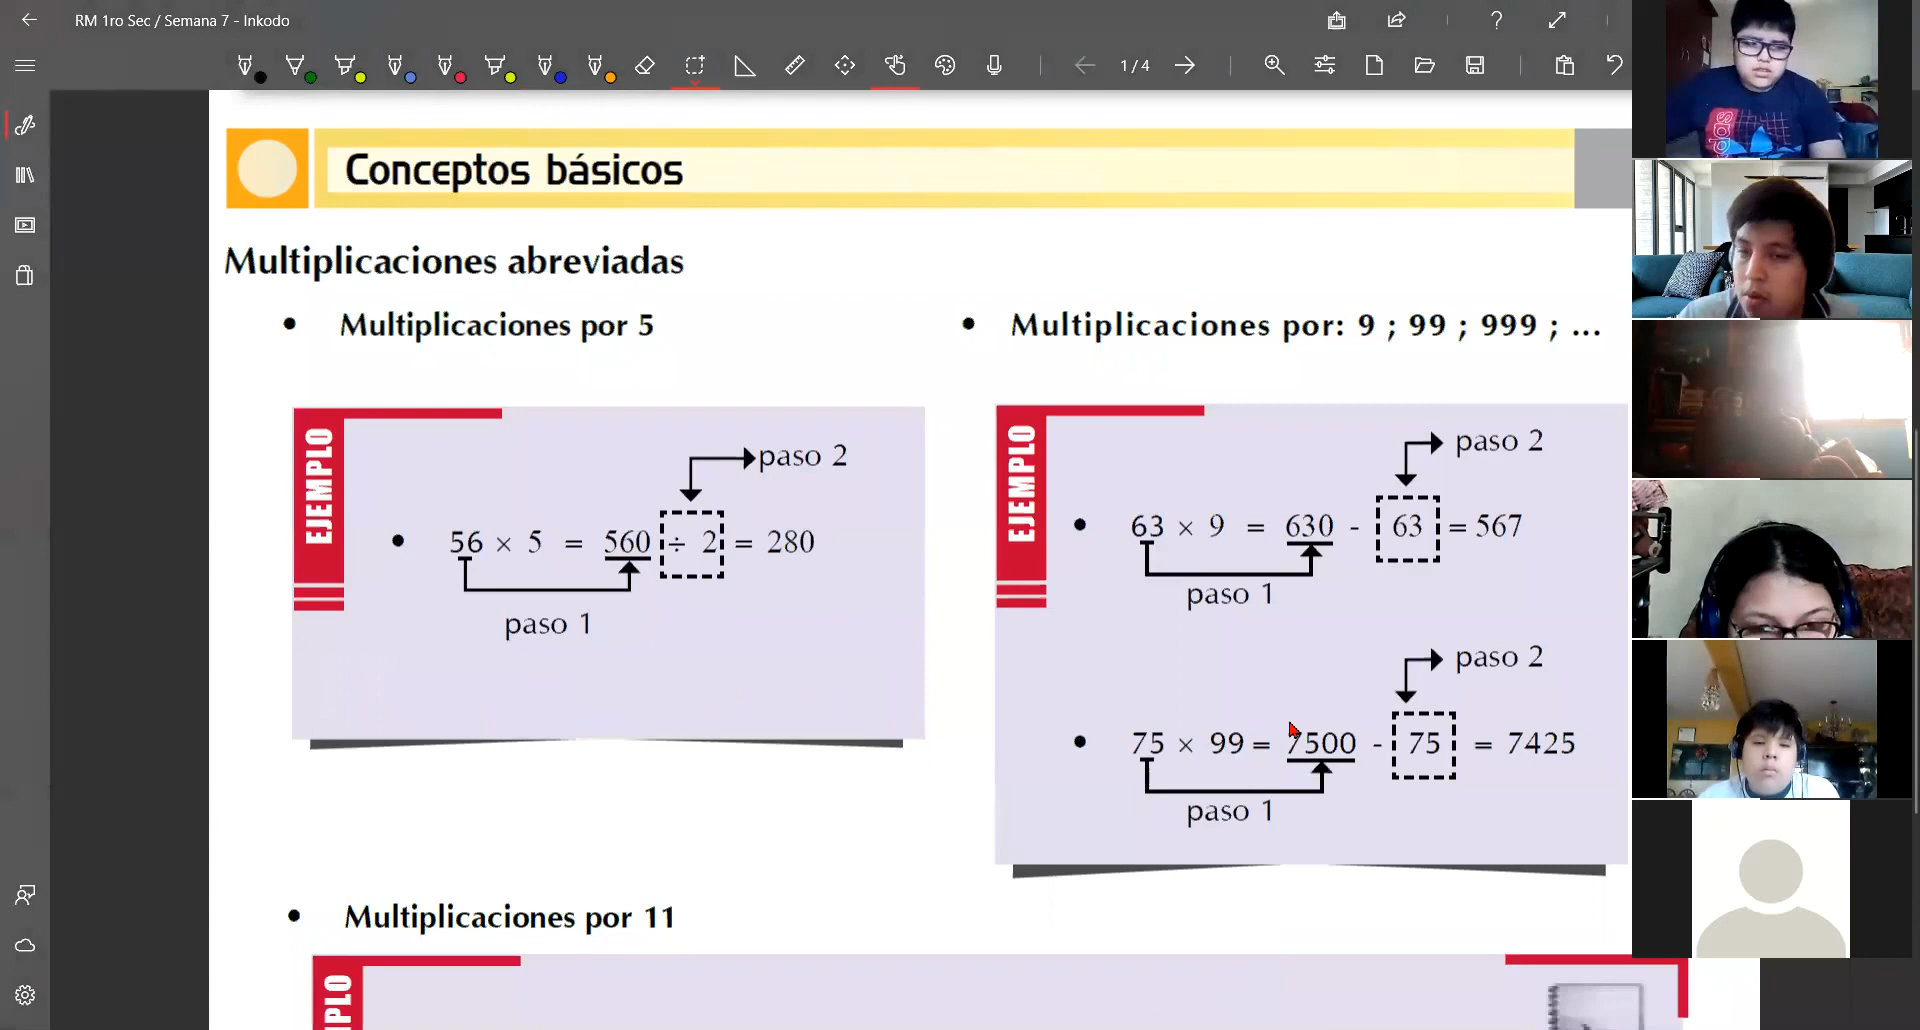 RM 1ro Sec / Semana 7 - Inkodo
1 / 4
Conceptos básicos
Multiplicaciones abreviadas
• Multiplicaciones por 5
EJEMPLO
paso 2
• 56 × 5 = 560 ÷ 2 = 280
paso 1
• Multiplicaciones por: 9 ; 99 ; 999 ; ...
EJEMPLO
paso 2
• 63 × 9 = 630 - 63 = 567
paso 1
paso 2
• 75 × 99 = 7500 - 75 = 7425
paso 1
• Multiplicaciones por 11
MPLO
adidas